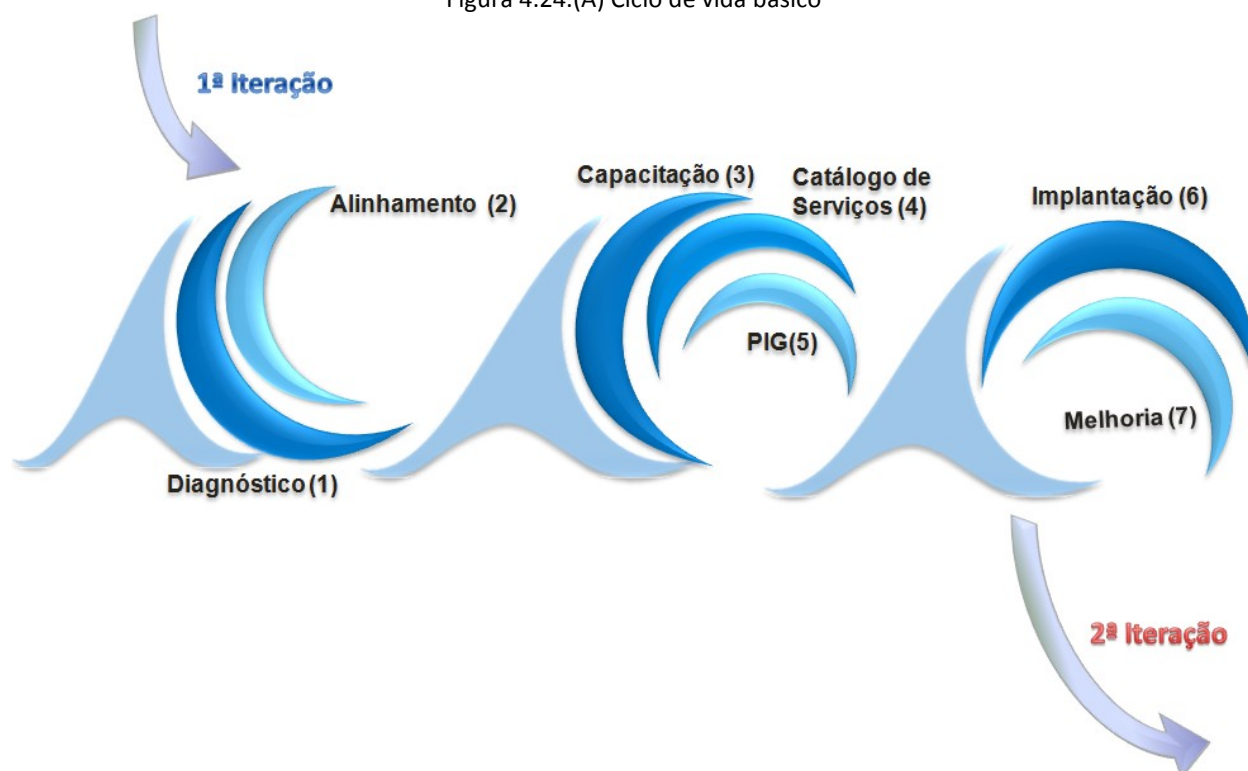 Figura 4.24.(A) Ciclo de vida básico
1ª Iteração
Alinhamento (2)
Diagnóstico (1)
Capacitação (3)
Catálogo de
Serviços (4)
PIG(5)
Implantação (6)
Melhoria (7)
2ª Iteração